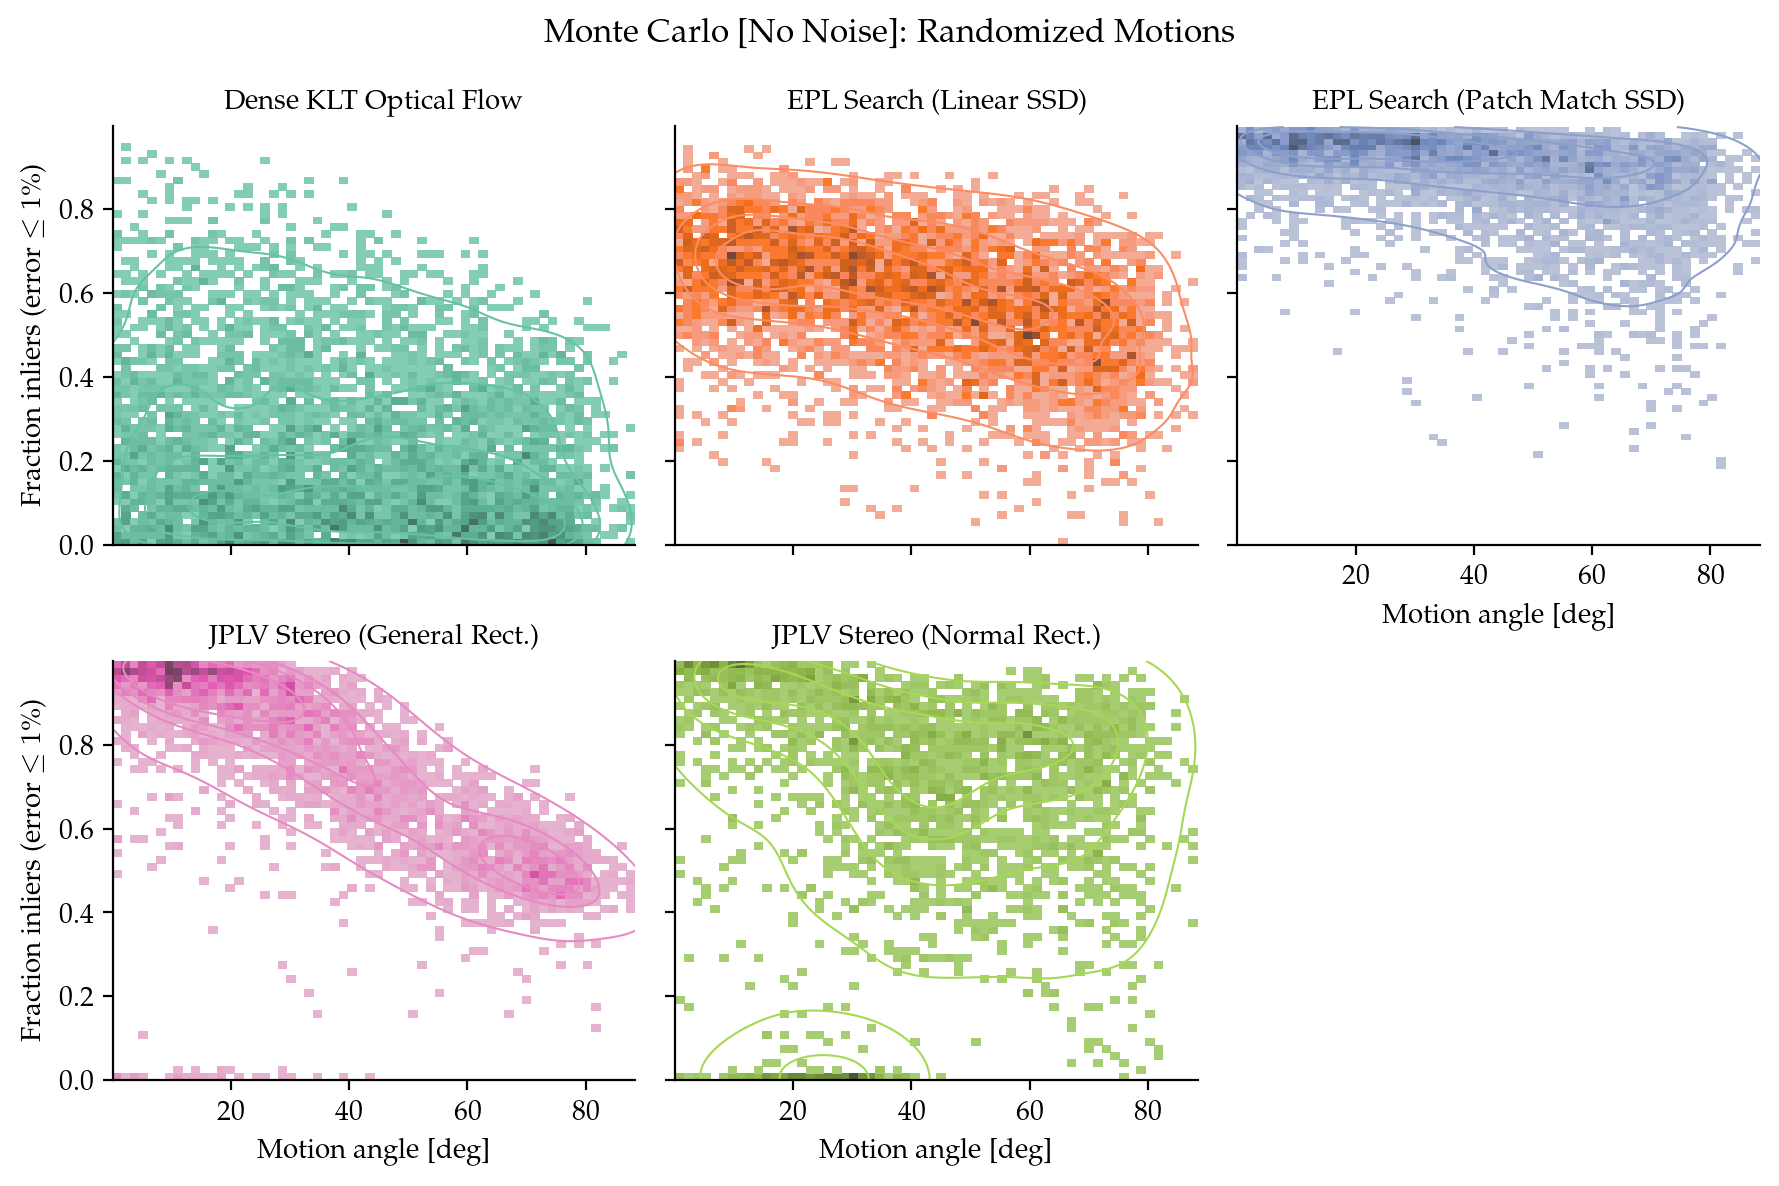 Monte Carlo [No Noise]: Randomized Motions
Dense KLT Optical Flow
EPL Search (Linear SSD)
EPL Search (Patch Match SSD)
Fraction inliers (error ≤ 1%)
0.8
0.6
0.4
0.2
0.0
20 40 60 80
Motion angle [deg]
JPLV Stereo (General Rect.)
JPLV Stereo (Normal Rect.)
Fraction inliers (error ≤ 1%)
0.8
0.6
0.4
0.2
0.0
20 40 60 80
20 40 60 80
Motion angle [deg]
Motion angle [deg]